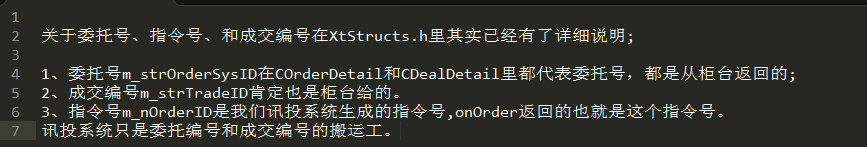 1
2 关于委托号、指令号、和成交编号在XtStructs.h里其实已经有了详细说明;
3
4 1、委托号m_strOrderSysID在COrderDetail和CDealDetail里都代表委托号，都是从柜台返回的;
5 2、成交编号m_strTradeID肯定也是柜台给的。
6 3、指令号m_nOrderID是我们讯投系统生成的指令号,onOrder返回的也就是这个指令号。
7 讯投系统只是委托编号和成交编号的搬运工。